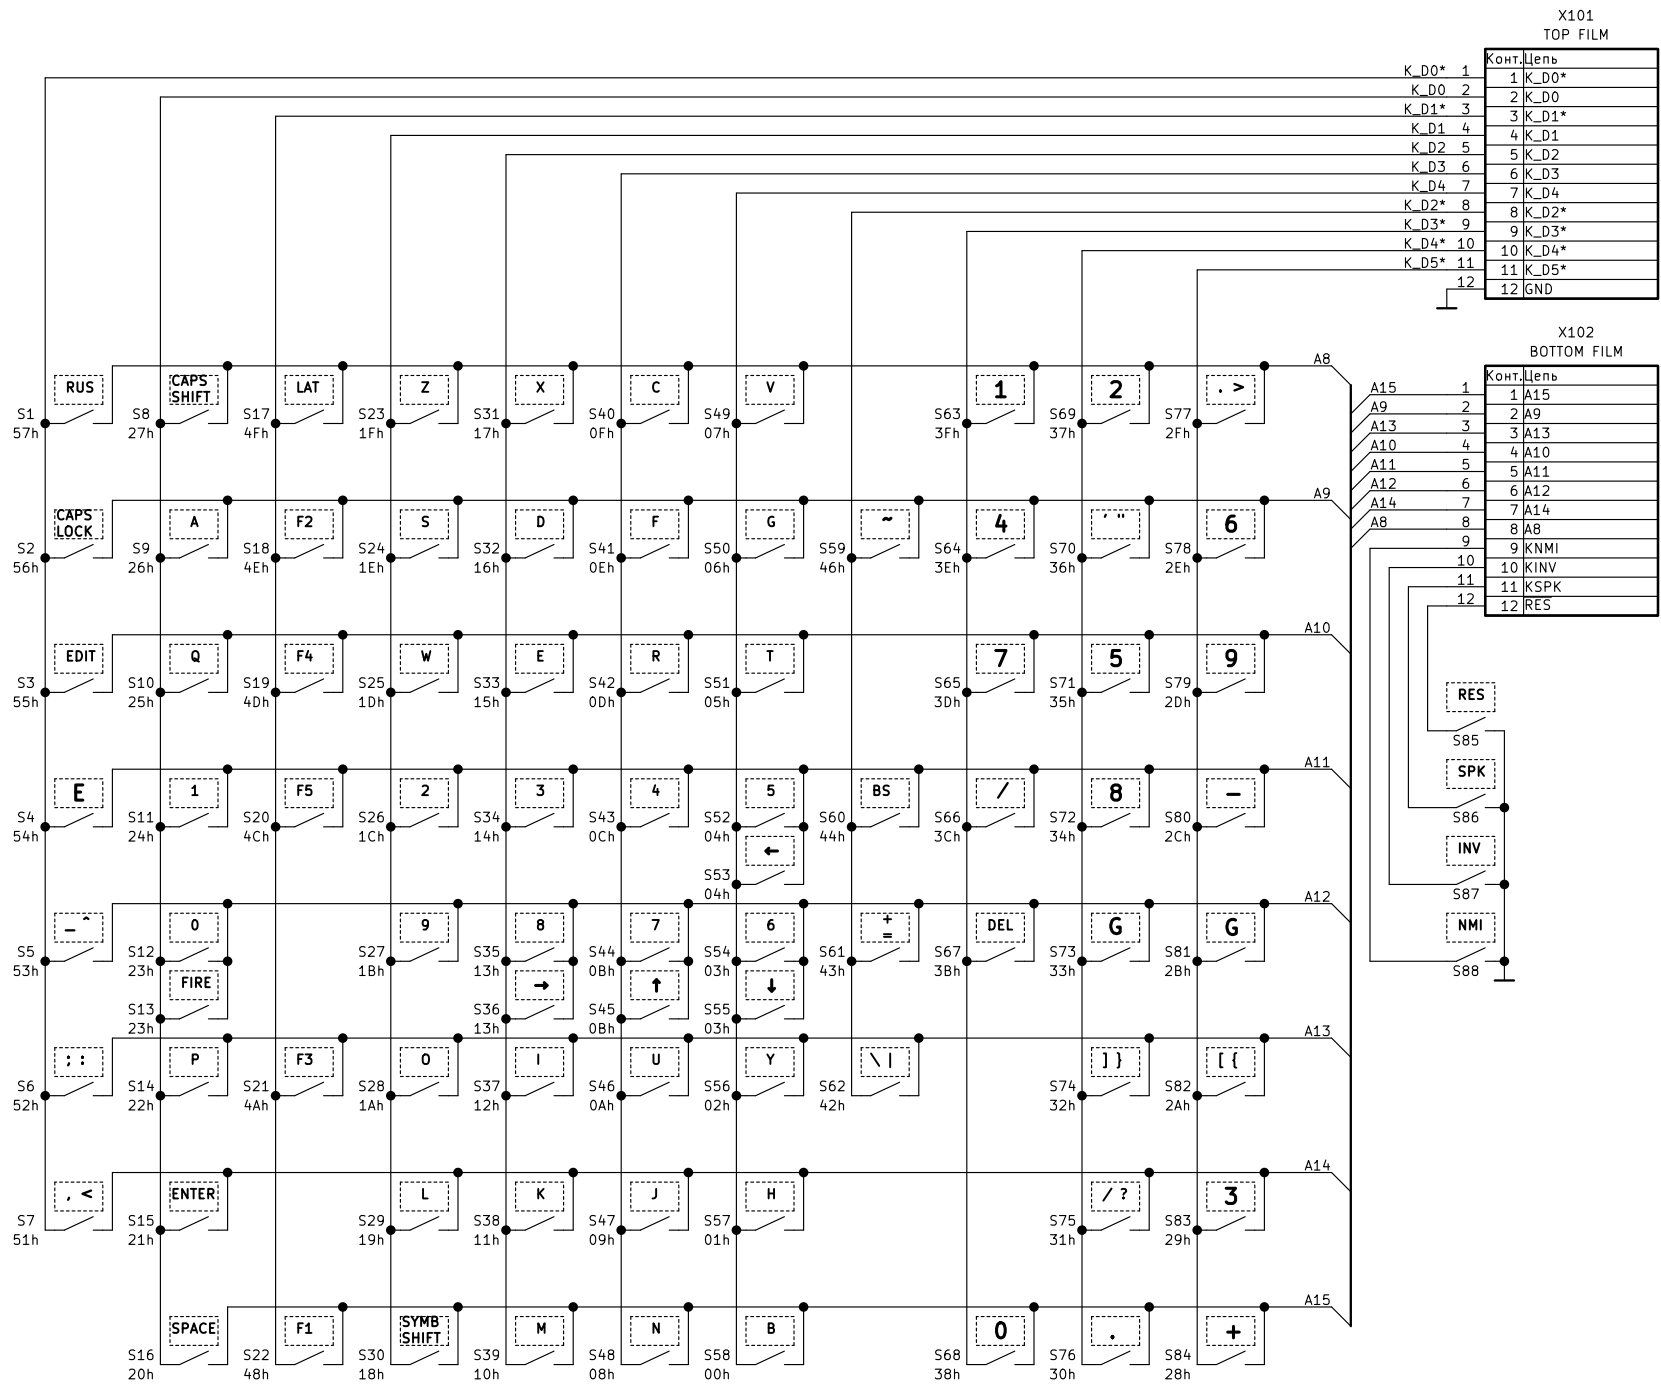 X101
TOP FILM
Конт. Цепь
K_D0* 1 1 K_D0*
K_D0 2 2 K_D0
K_D1* 3 3 K_D1*
K_D1 4 4 K_D1
K_D2 5 5 K_D2
K_D3 6 6 K_D3
K_D4 7 7 K_D4
K_D2* 8 8 K_D2*
K_D3* 9 9 K_D3*
K_D4* 10 10 K_D4*
K_D5* 11 11 K_D5*
12 12 GND
X102
BOTTOM FILM
Конт. Цепь
A15 1 1 A15
A9 2 2 A9
A13 3 3 A13
A10 4 4 A10
A11 5 5 A11
A12 6 6 A12
A14 7 7 A14
A8 8 8 A8
9 9 KNMI
10 10 KINV
11 11 KSPK
12 12 RES
A8
RUS CAPS SHIFT LAT Z X C V 1 2 . >
S1 S8 S17 S23 S31 S40 S49 S63 S69 S77
57h 27h 4Fh 1Fh 17h 0Fh 07h 3Fh 37h 2Fh
A9
CAPS LOCK A F2 S D F G ~ 4 ' " 6
S2 S9 S18 S24 S32 S41 S50 S59 S64 S70 S78
56h 26h 4Eh 1Eh 16h 0Eh 06h 46h 3Eh 36h 2Eh
A10
EDIT Q F4 W E R T 7 5 9
S3 S10 S19 S25 S33 S42 S51 S65 S71 S79
55h 25h 4Dh 1Dh 15h 0Dh 05h 3Dh 35h 2Dh
A11
E 1 F5 2 3 4 5 BS / 8 −
S4 S11 S20 S26 S34 S43 S52 S60 S66 S72 S80
54h 24h 4Ch 1Ch 14h 0Ch 04h 44h 3Ch 34h 2Ch
←
S53
04h
A12
_ ^ 0 9 8 7 6 + = DEL G G
S5 S12 S27 S35 S44 S54 S61 S67 S73 S81
53h 23h 1Bh 13h 0Bh 03h 43h 3Bh 33h 2Bh
FIRE → ↑ ↓
S13 S36 S45 S55
23h 13h 0Bh 03h
A13
; : P F3 O I U Y \ | ] } [ {
S6 S14 S21 S28 S37 S46 S56 S62 S74 S82
52h 22h 4Ah 1Ah 12h 0Ah 02h 42h 32h 2Ah
A14
, < ENTER L K J H / ? 3
S7 S15 S29 S38 S47 S57 S75 S83
51h 21h 19h 11h 09h 01h 31h 29h
A15
SPACE F1 SYMB SHIFT M N B 0 . +
S16 S22 S30 S39 S48 S58 S68 S76 S84
20h 48h 18h 10h 08h 00h 38h 30h 28h
RES
S85
SPK
S86
INV
S87
NMI
S88